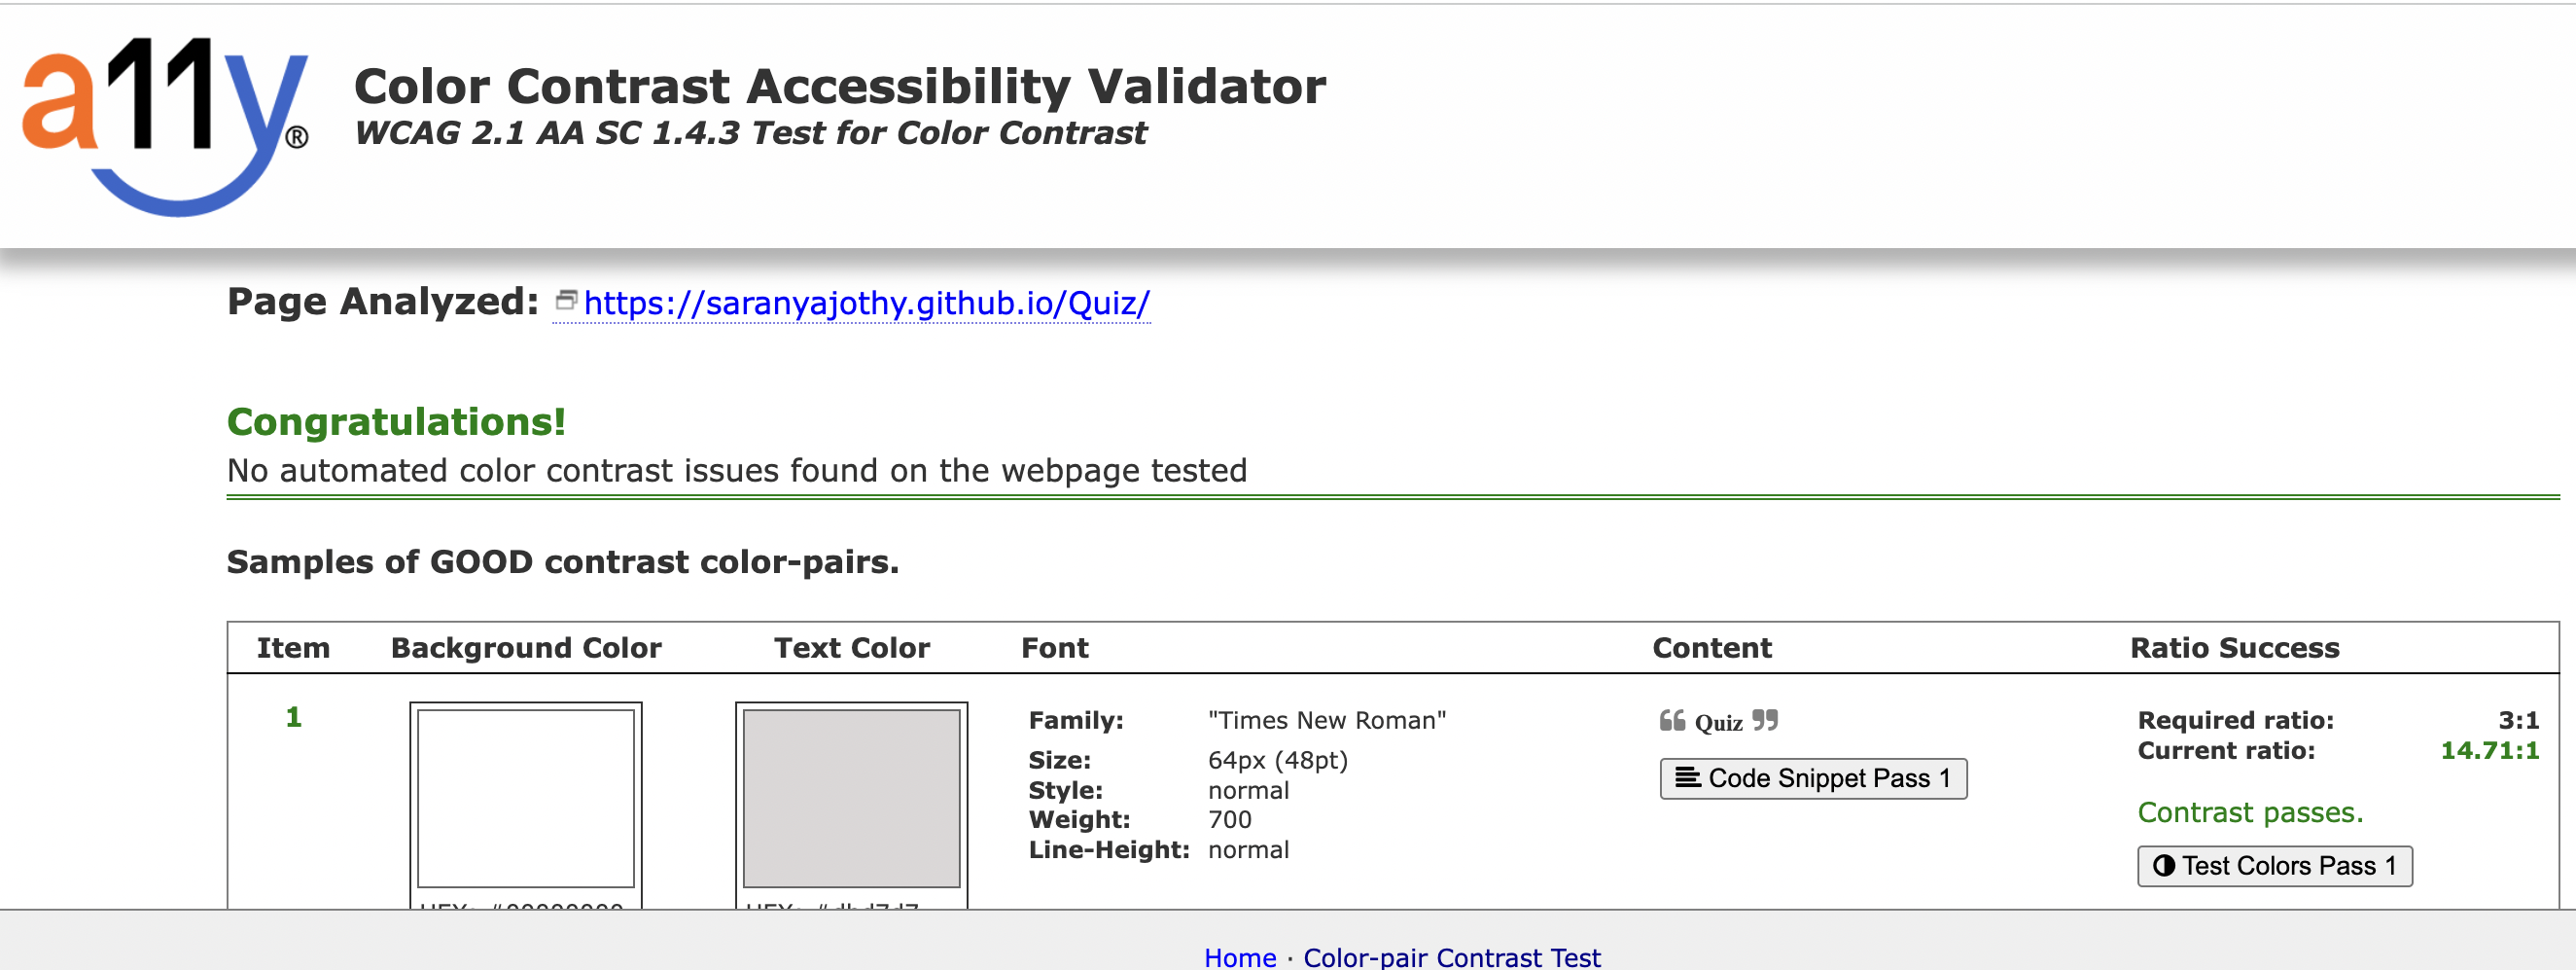 a11y®
Color Contrast Accessibility Validator
WCAG 2.1 AA SC 1.4.3 Test for Color Contrast
Page Analyzed: https://saranyajothy.github.io/Quiz/
Congratulations!
No automated color contrast issues found on the webpage tested
Samples of GOOD contrast color-pairs.
Item Background Color Text Color Font Content Ratio Success
1 Family: "Times New Roman" ❝ Quiz ❞ Required ratio: 3:1
Current ratio: 14.71:1
Size: 64px (48pt)
Code Snippet Pass 1
Style: normal
Weight: 700 Contrast passes.
Line-Height: normal
Test Colors Pass 1
HEX: #00000000 HEX: #dbd7d7
Home · Color-pair Contrast Test